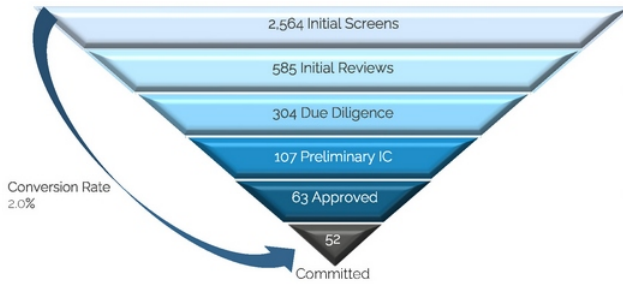 2,564 Initial Screens
585 Initial Reviews
304 Due Diligence
107 Preliminary IC
Conversion Rate
2.0%
63 Approved
52
Committed